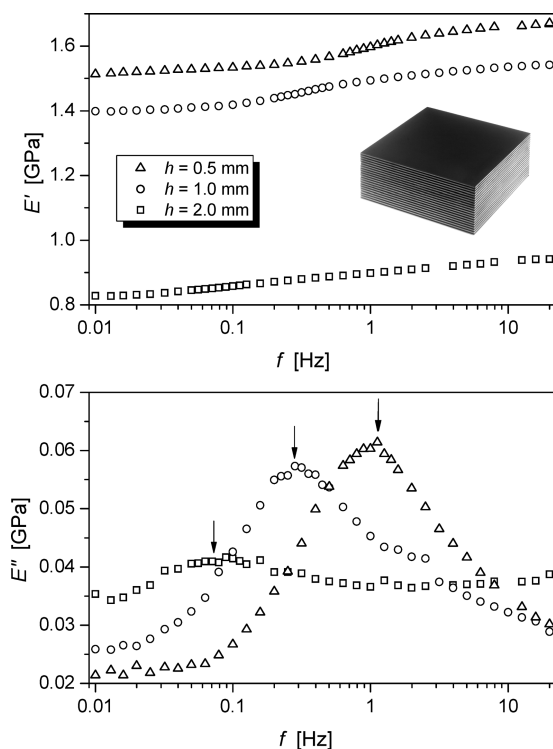 1.6
1.4
1.2
1.0
0.8
E′ [GPa]
h = 0.5 mm
h = 1.0 mm
h = 2.0 mm
0.01 0.1 1 10
f [Hz]
0.07
0.06
0.05
0.04
0.03
0.02
E″ [GPa]
0.01 0.1 1 10
f [Hz]